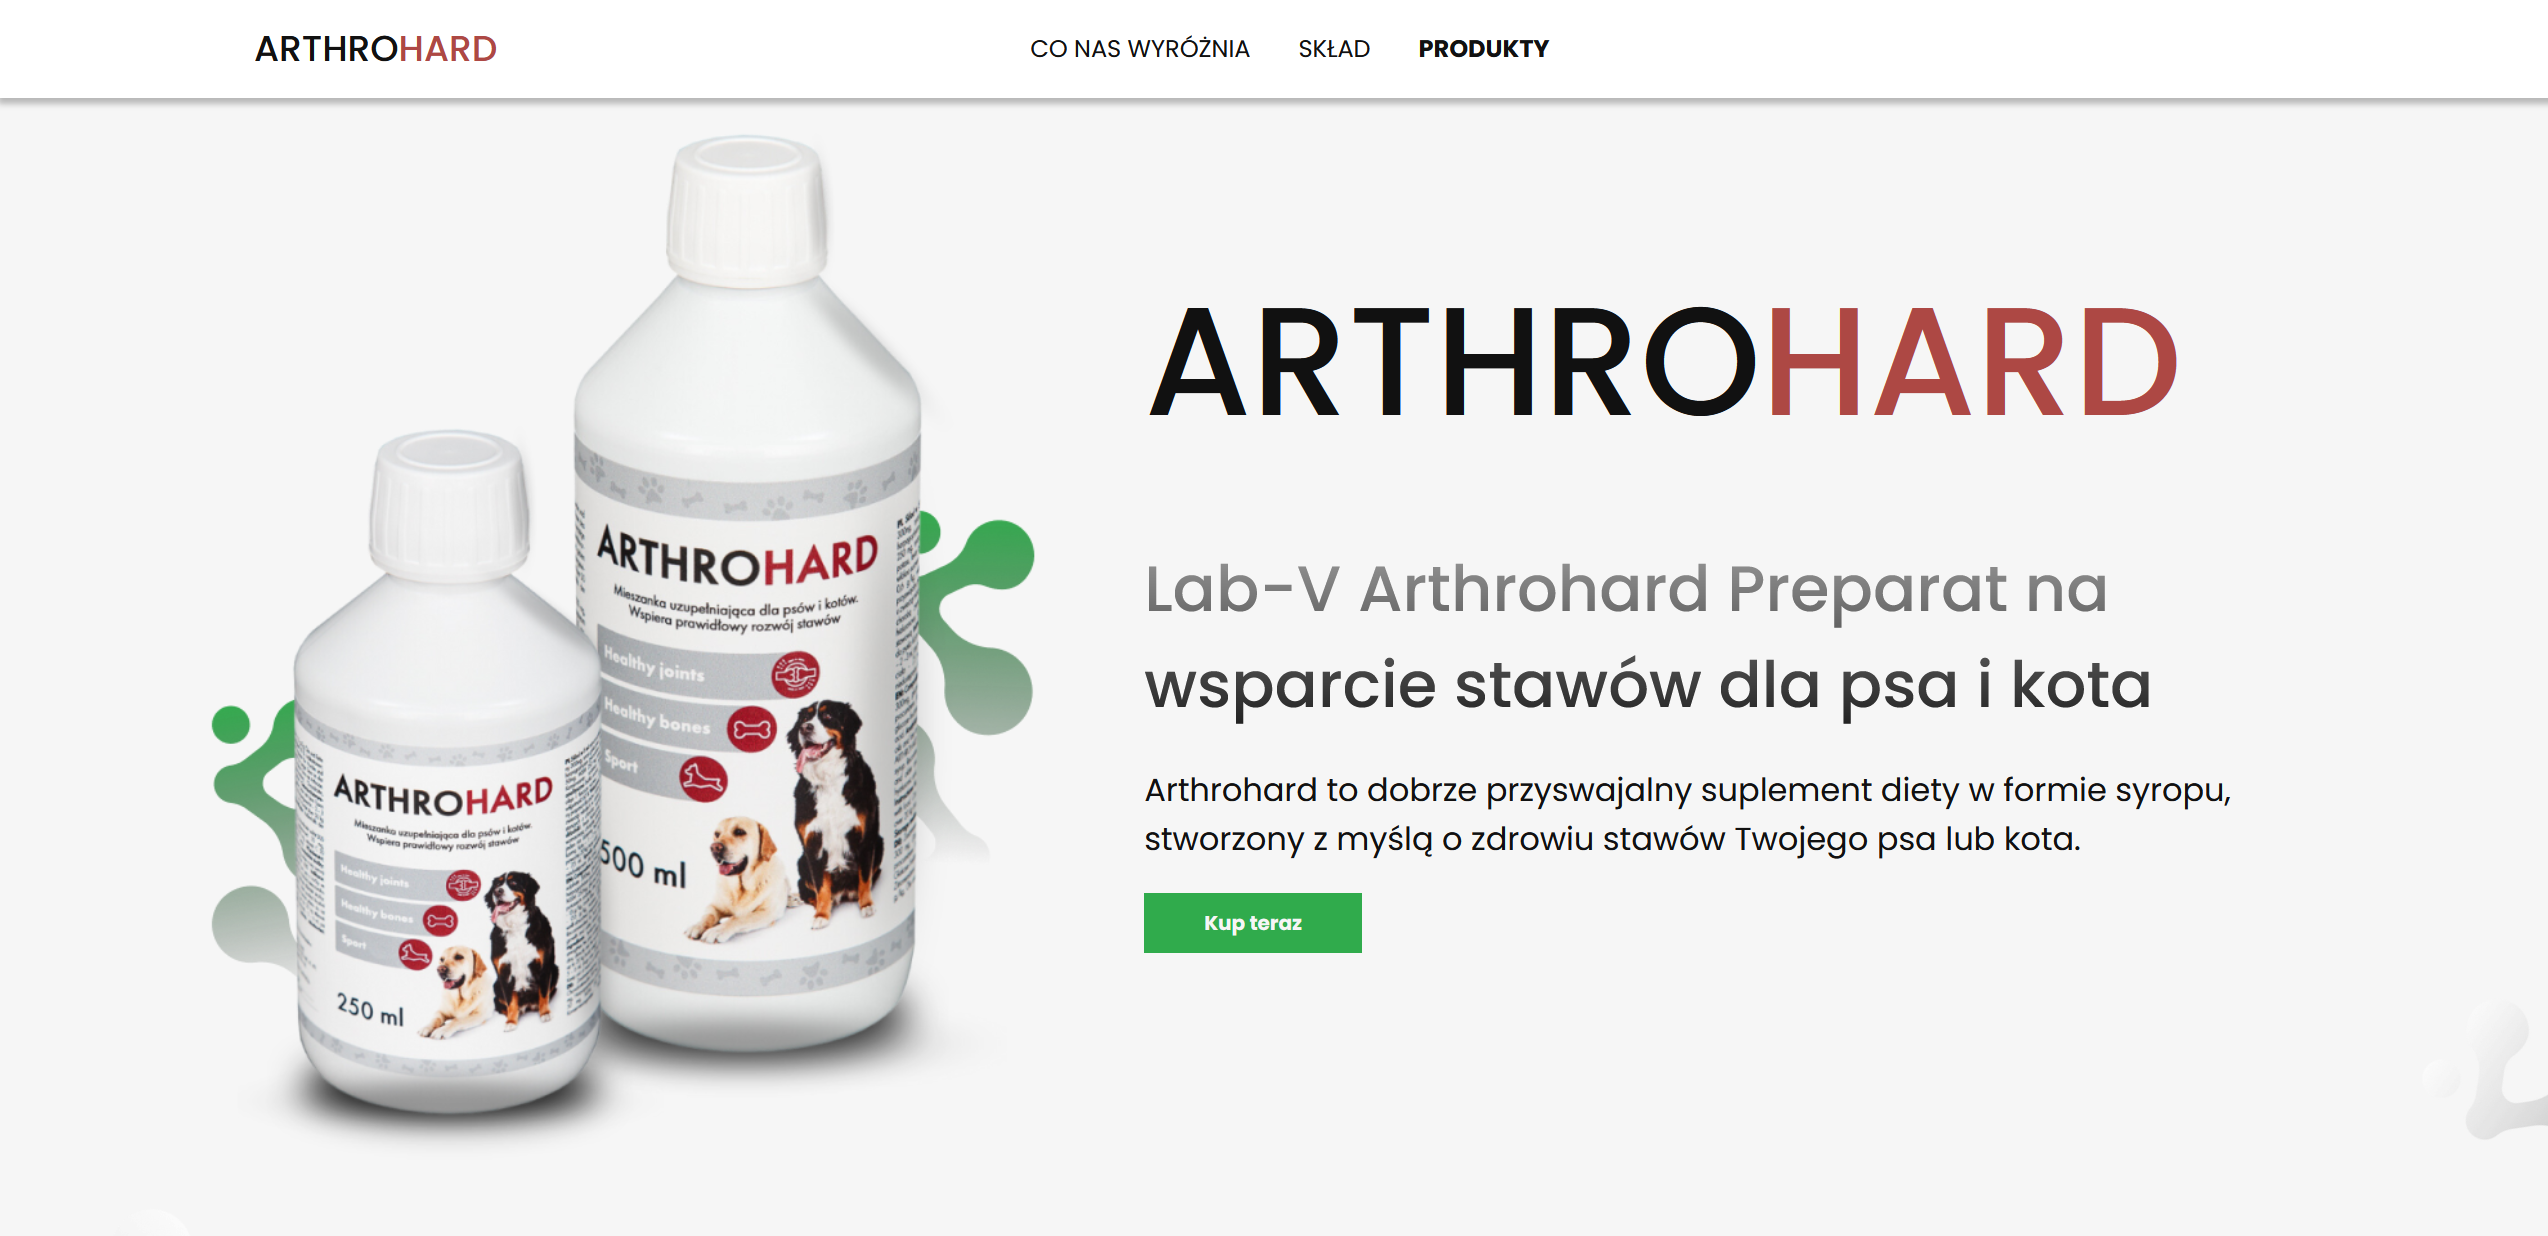 ARTHROHARD
CO NAS WYRÓŻNIA
SKŁAD
PRODUKTY
ARTHROHARD
Mieszanka uzupełniająca dla psów i kotów.
Wspiera prawidłowy rozwój stawów
Healthy joints
Healthy bones
Sport
500 ml
ARTHROHARD
Mieszanka uzupełniająca dla psów i kotów.
Wspiera prawidłowy rozwój stawów
Healthy joints
Healthy bones
Sport
250 ml
ARTHROHARD
Lab-V Arthrohard Preparat na
wsparcie stawów dla psa i kota
Arthrohard to dobrze przyswajalny suplement diety w formie syropu,
stworzony z myślą o zdrowiu stawów Twojego psa lub kota.
Kup teraz